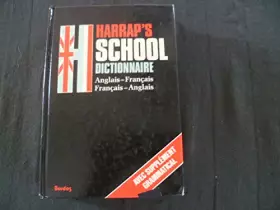 HARRAP'S
SCHOOL
DICTIONNAIRE
Anglais-Français
Français-Anglais
AVEC SUPPLÉMENT
GRAMMATICAL
Bordas